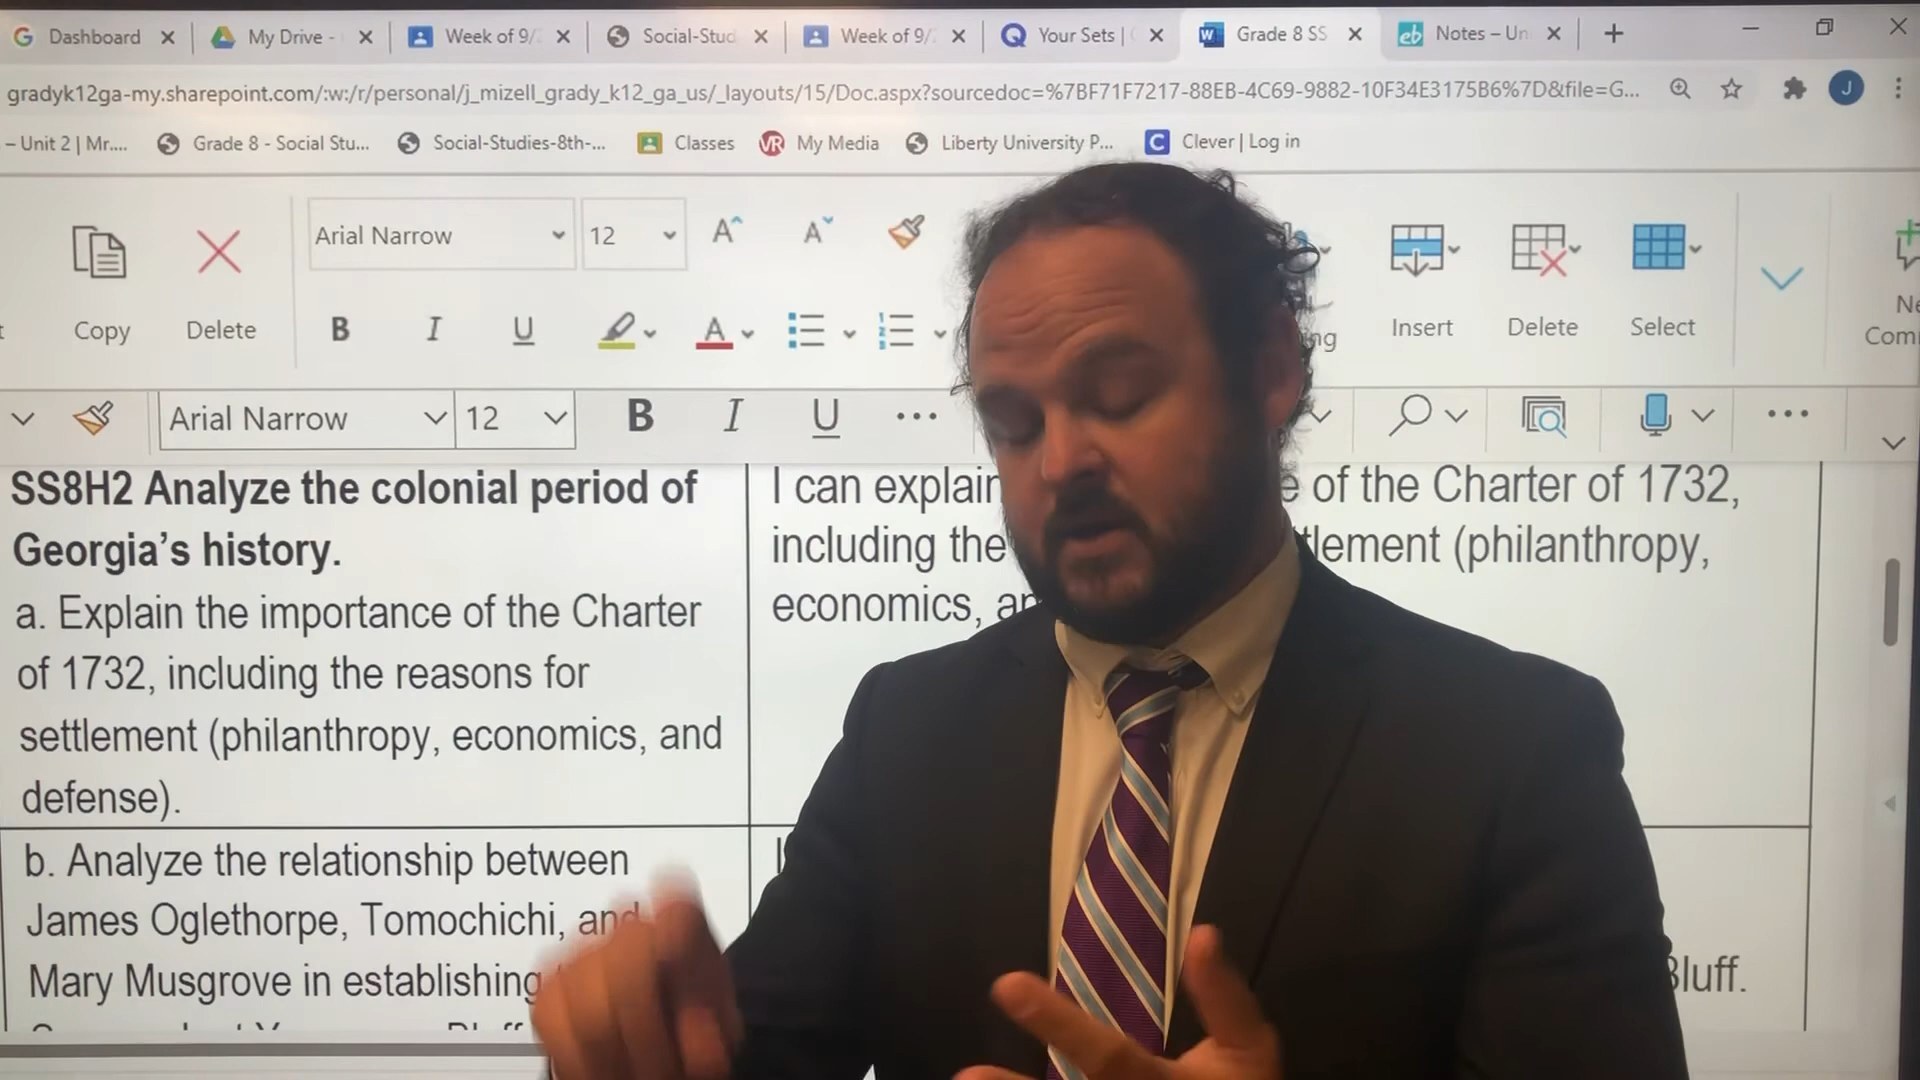 Dashboard
My Drive -
Week of 9/
Social-Stud
Week of 9/
Your Sets |
Grade 8 SS
Notes – Un
gradyk12ga-my.sharepoint.com/:w:/r/personal/j_mizell_grady_k12_ga_us/_layouts/15/Doc.aspx?sourcedoc=%7BF71F7217-88EB-4C69-9882-10F34E3175B6%7D&file=G...
J
– Unit 2 | Mr....
Grade 8 - Social Stu...
Social-Studies-8th-...
Classes
VR My Media
Liberty University P...
C Clever | Log in
Arial Narrow
12
Copy
Delete
B I U
Insert
Delete
Select
Arial Narrow
12
B I U
SS8H2 Analyze the colonial period of
Georgia’s history.
a. Explain the importance of the Charter
of 1732, including the reasons for
settlement (philanthropy, economics, and
defense).
I can explain e of the Charter of 1732,
including the tlement (philanthropy,
economics, an
b. Analyze the relationship between
James Oglethorpe, Tomochichi, and
Mary Musgrove in establishing
Bluff.